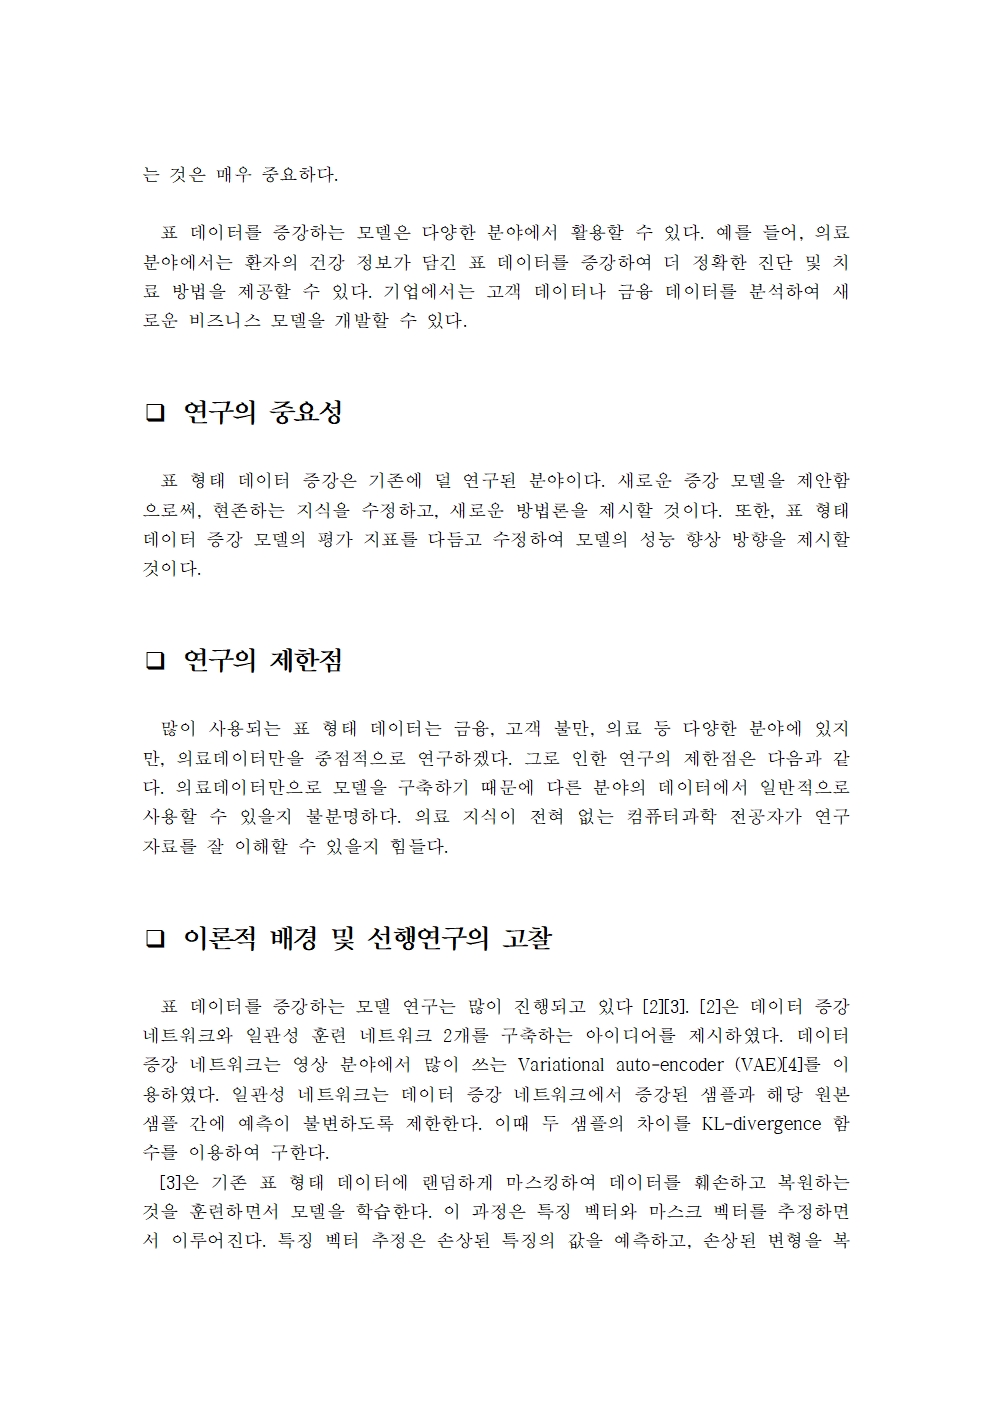 는 것은 매우 중요하다.
표 데이터를 증강하는 모델은 다양한 분야에서 활용할 수 있다. 예를 들어, 의료
분야에서는 환자의 건강 정보가 담긴 표 데이터를 증강하여 더 정확한 진단 및 치
료 방법을 제공할 수 있다. 기업에서는 고객 데이터나 금융 데이터를 분석하여 새
로운 비즈니스 모델을 개발할 수 있다.
❑ 연구의 중요성
표 형태 데이터 증강은 기존에 덜 연구된 분야이다. 새로운 증강 모델을 제안함
으로써, 현존하는 지식을 수정하고, 새로운 방법론을 제시할 것이다. 또한, 표 형태
데이터 증강 모델의 평가 지표를 다듬고 수정하여 모델의 성능 향상 방향을 제시할
것이다.
❑ 연구의 제한점
많이 사용되는 표 형태 데이터는 금융, 고객 불만, 의료 등 다양한 분야에 있지
만, 의료데이터만을 중점적으로 연구하겠다. 그로 인한 연구의 제한점은 다음과 같
다. 의료데이터만으로 모델을 구축하기 때문에 다른 분야의 데이터에서 일반적으로
사용할 수 있을지 불분명하다. 의료 지식이 전혀 없는 컴퓨터과학 전공자가 연구
자료를 잘 이해할 수 있을지 힘들다.
❑ 이론적 배경 및 선행연구의 고찰
표 데이터를 증강하는 모델 연구는 많이 진행되고 있다 [2][3]. [2]은 데이터 증강
네트워크와 일관성 훈련 네트워크 2개를 구축하는 아이디어를 제시하였다. 데이터
증강 네트워크는 영상 분야에서 많이 쓰는 Variational auto-encoder (VAE)[4]를 이
용하였다. 일관성 네트워크는 데이터 증강 네트워크에서 증강된 샘플과 해당 원본
샘플 간에 예측이 불변하도록 제한한다. 이때 두 샘플의 차이를 KL-divergence 함
수를 이용하여 구한다.
[3]은 기존 표 형태 데이터에 랜덤하게 마스킹하여 데이터를 훼손하고 복원하는
것을 훈련하면서 모델을 학습한다. 이 과정은 특징 벡터와 마스크 벡터를 추정하면
서 이루어진다. 특징 벡터 추정은 손상된 특징의 값을 예측하고, 손상된 변형을 복